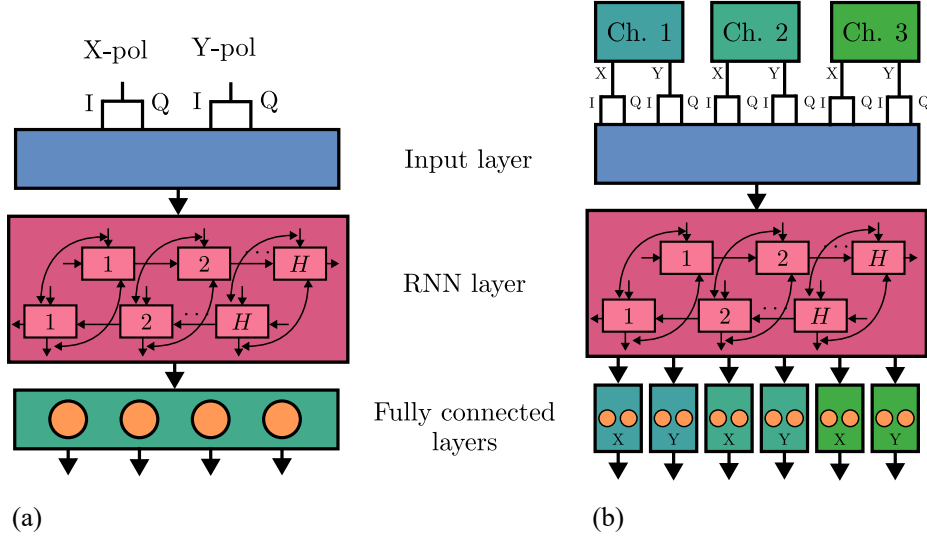 X-pol Y-pol
I Q I Q
Input layer
RNN layer
1 2 . . H
1 2 . . H
Fully connected
layers
(a)
Ch. 1 Ch. 2 Ch. 3
X Y X Y X Y
I Q I Q I Q I Q I Q I Q
1 2 . . H
1 2 . . H
X Y X Y X Y
(b)